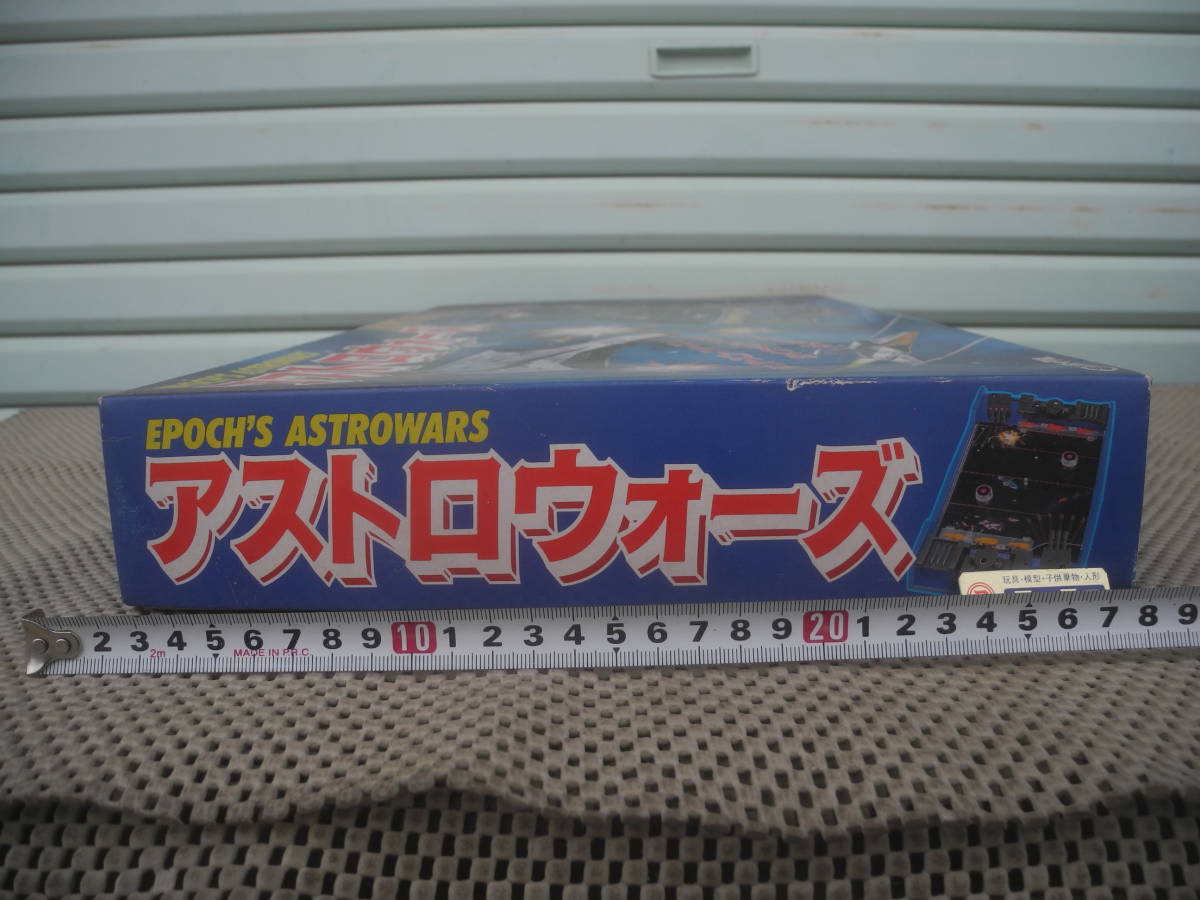 EPOCH'S ASTROWARS
アストロウォーズ
玩具・模型・子供乗物・人形
2 3 4 5 6 7 8 9 10 1 2 3 4 5 6 7 8 9 20 1 2 3 4 5 6 7 8 9
2m MADE IN P.R.C.